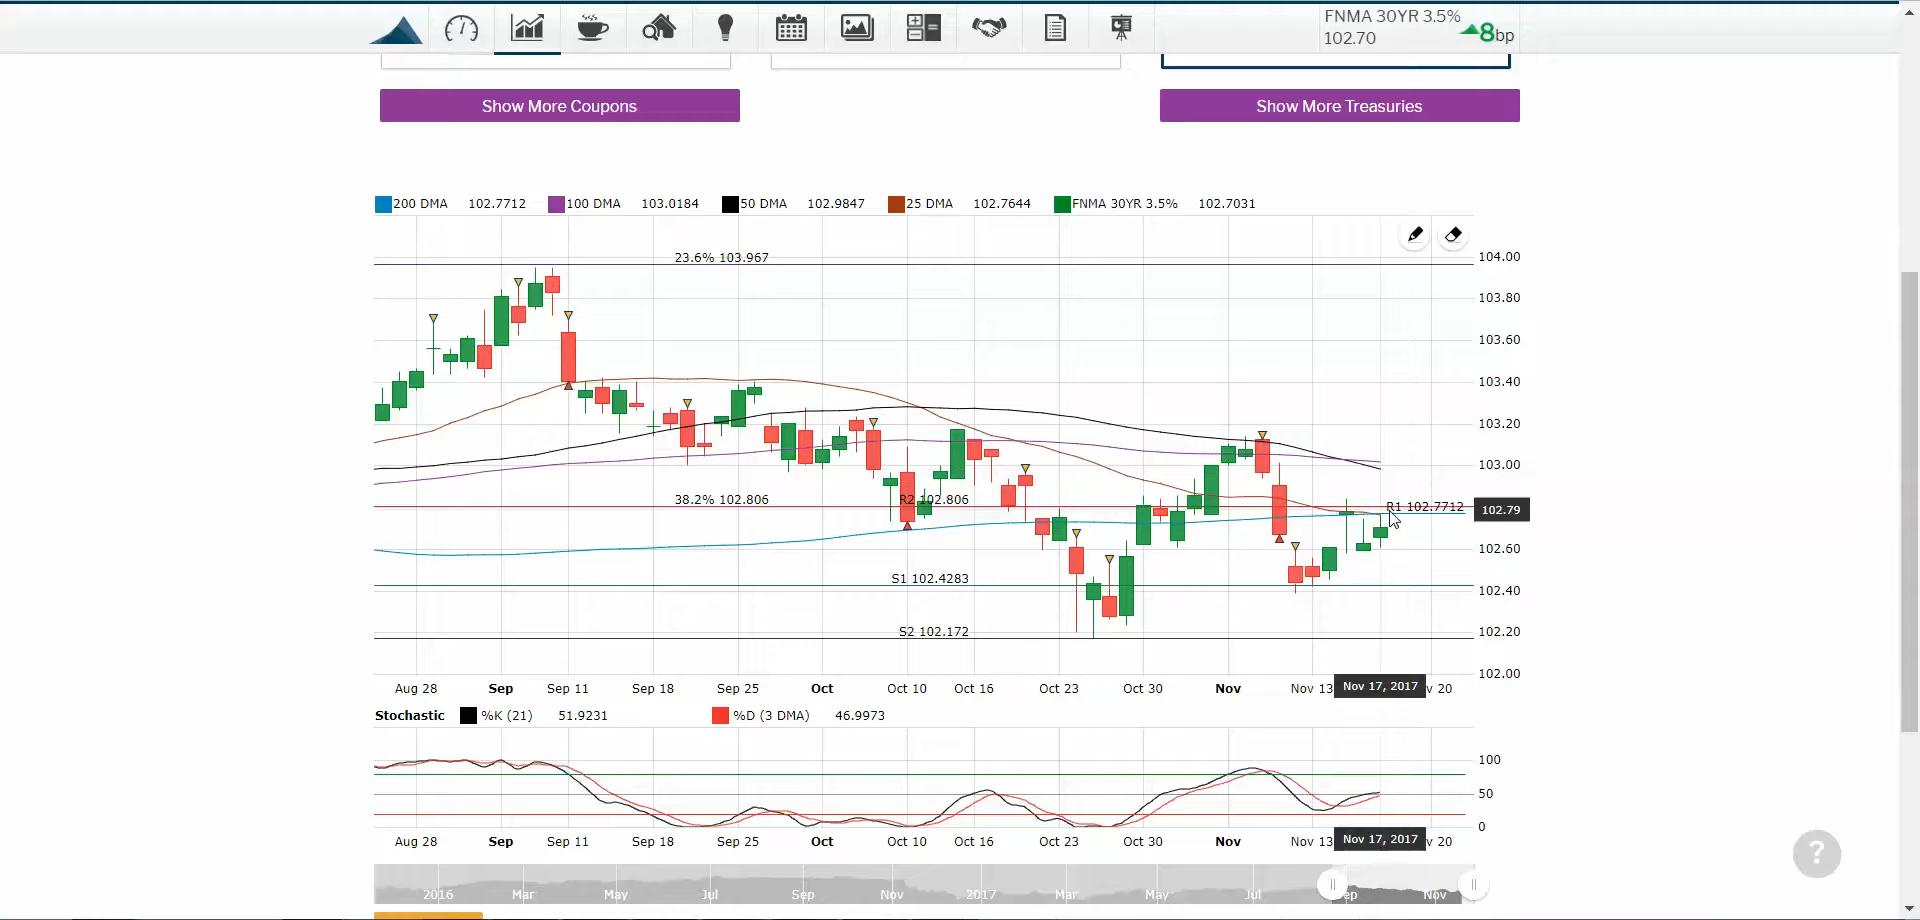 FNMA 30YR 3.5%
102.70
8bp
Show More Coupons
Show More Treasuries
200 DMA 102.7712 100 DMA 103.0184 50 DMA 102.9847 25 DMA 102.7644 FNMA 30YR 3.5% 102.7031
23.6% 103.967
104.00
103.80
103.60
103.40
103.20
103.00
38.2% 102.806
R2 102.806
R1 102.7712
102.79
102.60
S1 102.4283
102.40
S2 102.172
102.20
102.00
Aug 28 Sep Sep 11 Sep 18 Sep 25 Oct Oct 10 Oct 16 Oct 23 Oct 30 Nov Nov 13 Nov 17, 2017 v 20
Stochastic %K (21) 51.9231 %D (3 DMA) 46.9973
100
50
0
Aug 28 Sep Sep 11 Sep 18 Sep 25 Oct Oct 10 Oct 16 Oct 23 Oct 30 Nov Nov 13 Nov 17, 2017 v 20
?
2016 Mar May Jul Sep Nov 2017 Mar May Jul ep Nov